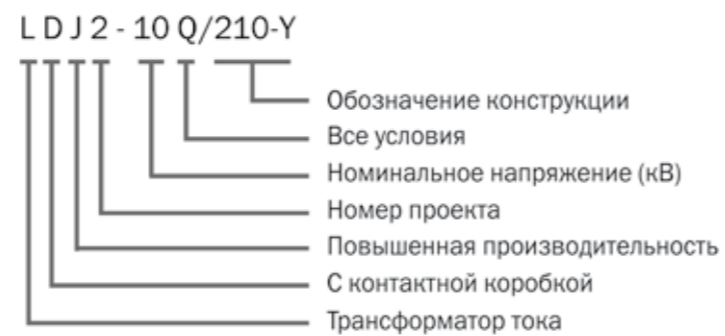 LDJ2-10Q/210-Y
Обозначение конструкции
Все условия
Номинальное напряжение (кВ)
Номер проекта
Повышенная производительность
С контактной коробкой
Трансформатор тока